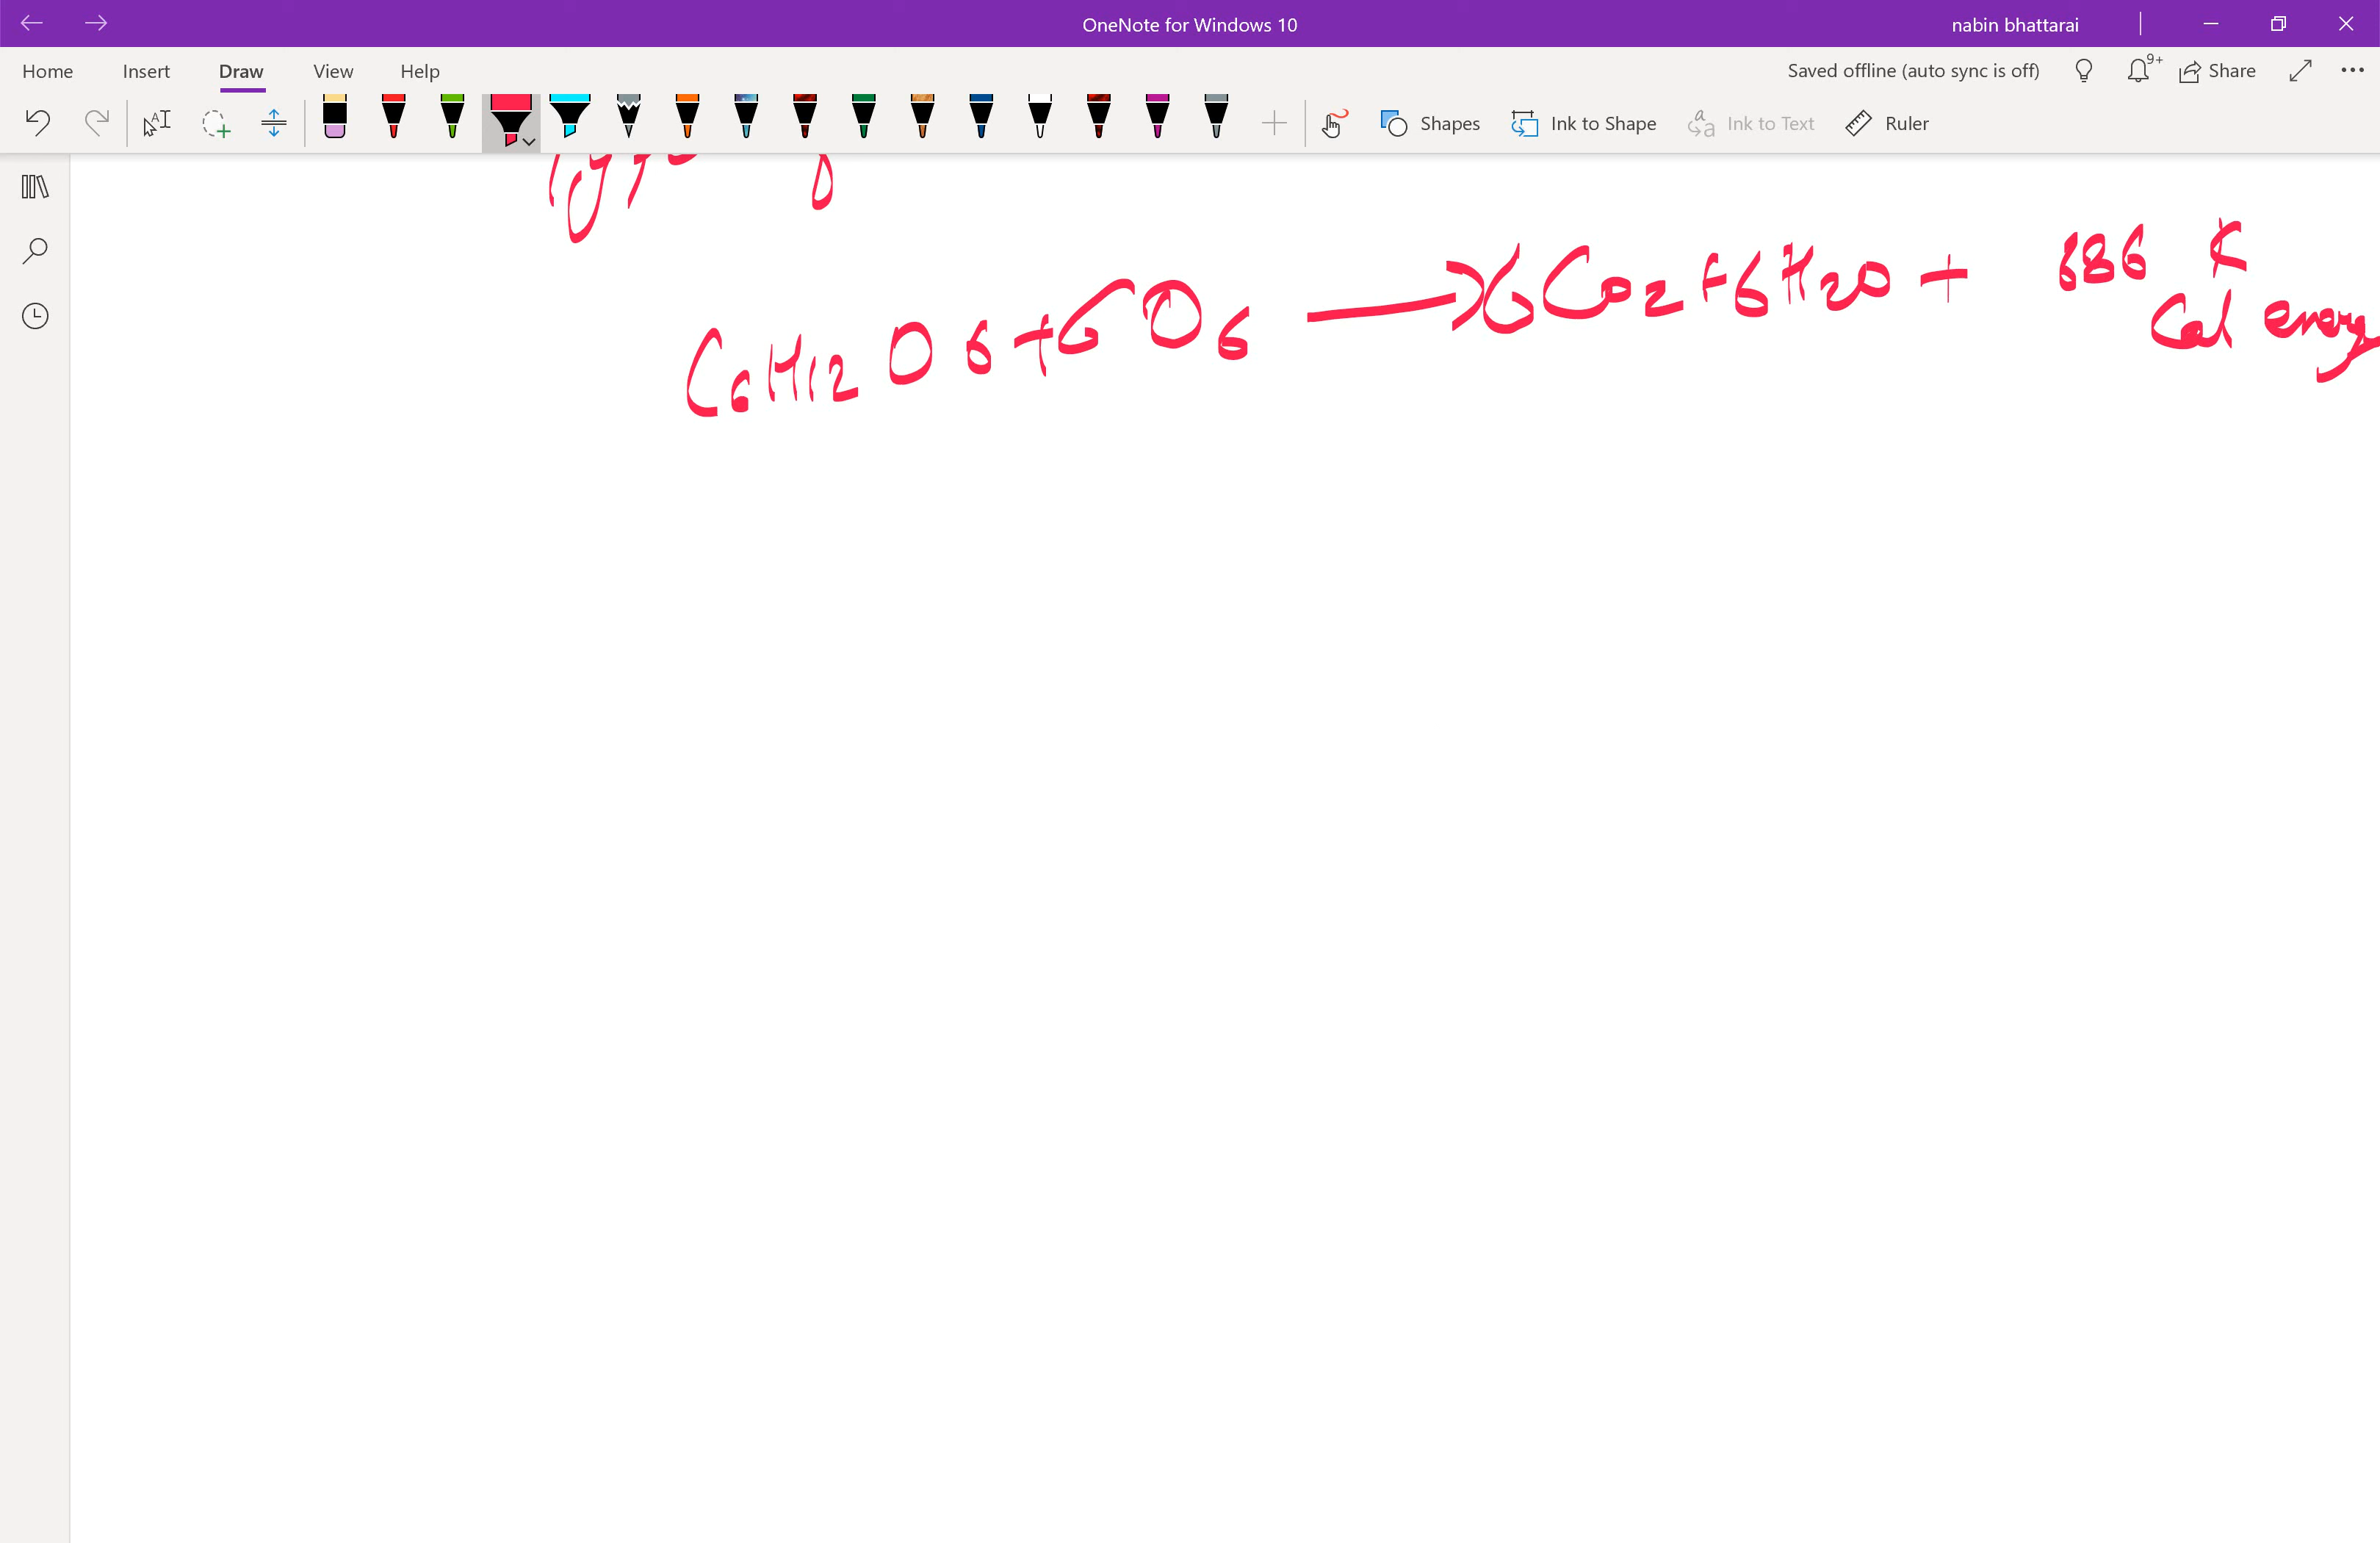 OneNote for Windows 10
nabin bhattarai
Home Insert Draw View Help
Saved offline (auto sync is off) 9+ Share
Shapes Ink to Shape Ink to Text Ruler
C6H12O6+6O6 → 6CO2+6H2O + 686 K
Cal energy